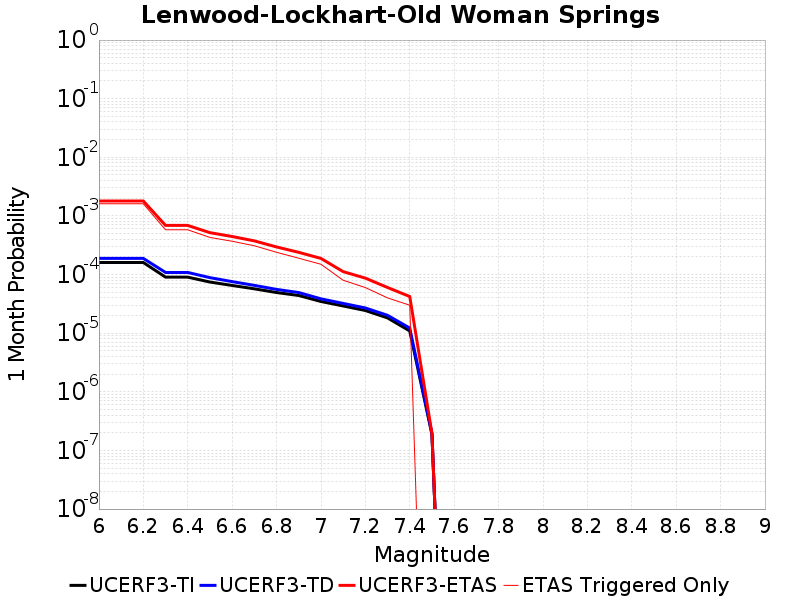 Lenwood-Lockhart-Old Woman Springs
1 Month Probability
10^0
10^-1
10^-2
10^-3
10^-4
10^-5
10^-6
10^-7
10^-8
6 6.2 6.4 6.6 6.8 7 7.2 7.4 7.6 7.8 8 8.2 8.4 8.6 8.8 9
Magnitude
UCERF3-TI UCERF3-TD UCERF3-ETAS ETAS Triggered Only